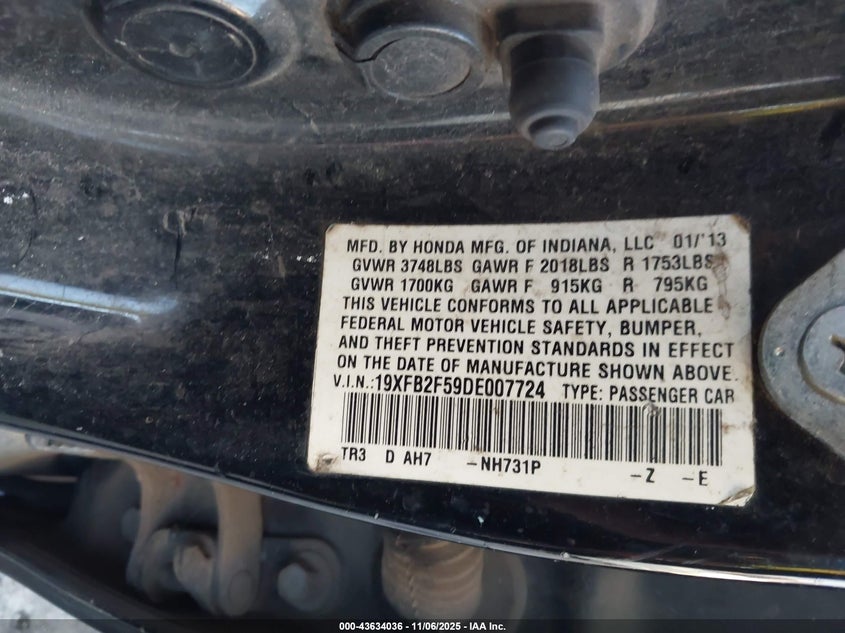 MFD. BY HONDA MFG. OF INDIANA, LLC 01/'13
GVWR 3748LBS GAWR F 2018LBS R 1753LBS
GVWR 1700KG GAWR F 915KG R 795KG
THIS VEHICLE CONFORMS TO ALL APPLICABLE
FEDERAL MOTOR VEHICLE SAFETY, BUMPER,
AND THEFT PREVENTION STANDARDS IN EFFECT
ON THE DATE OF MANUFACTURE SHOWN ABOVE.
V.I.N.:19XFB2F59DE007724 TYPE: PASSENGER CAR
TR3 D AH7 -NH731P -Z -E
000-43634036 - 11/06/2025 - IAA Inc.